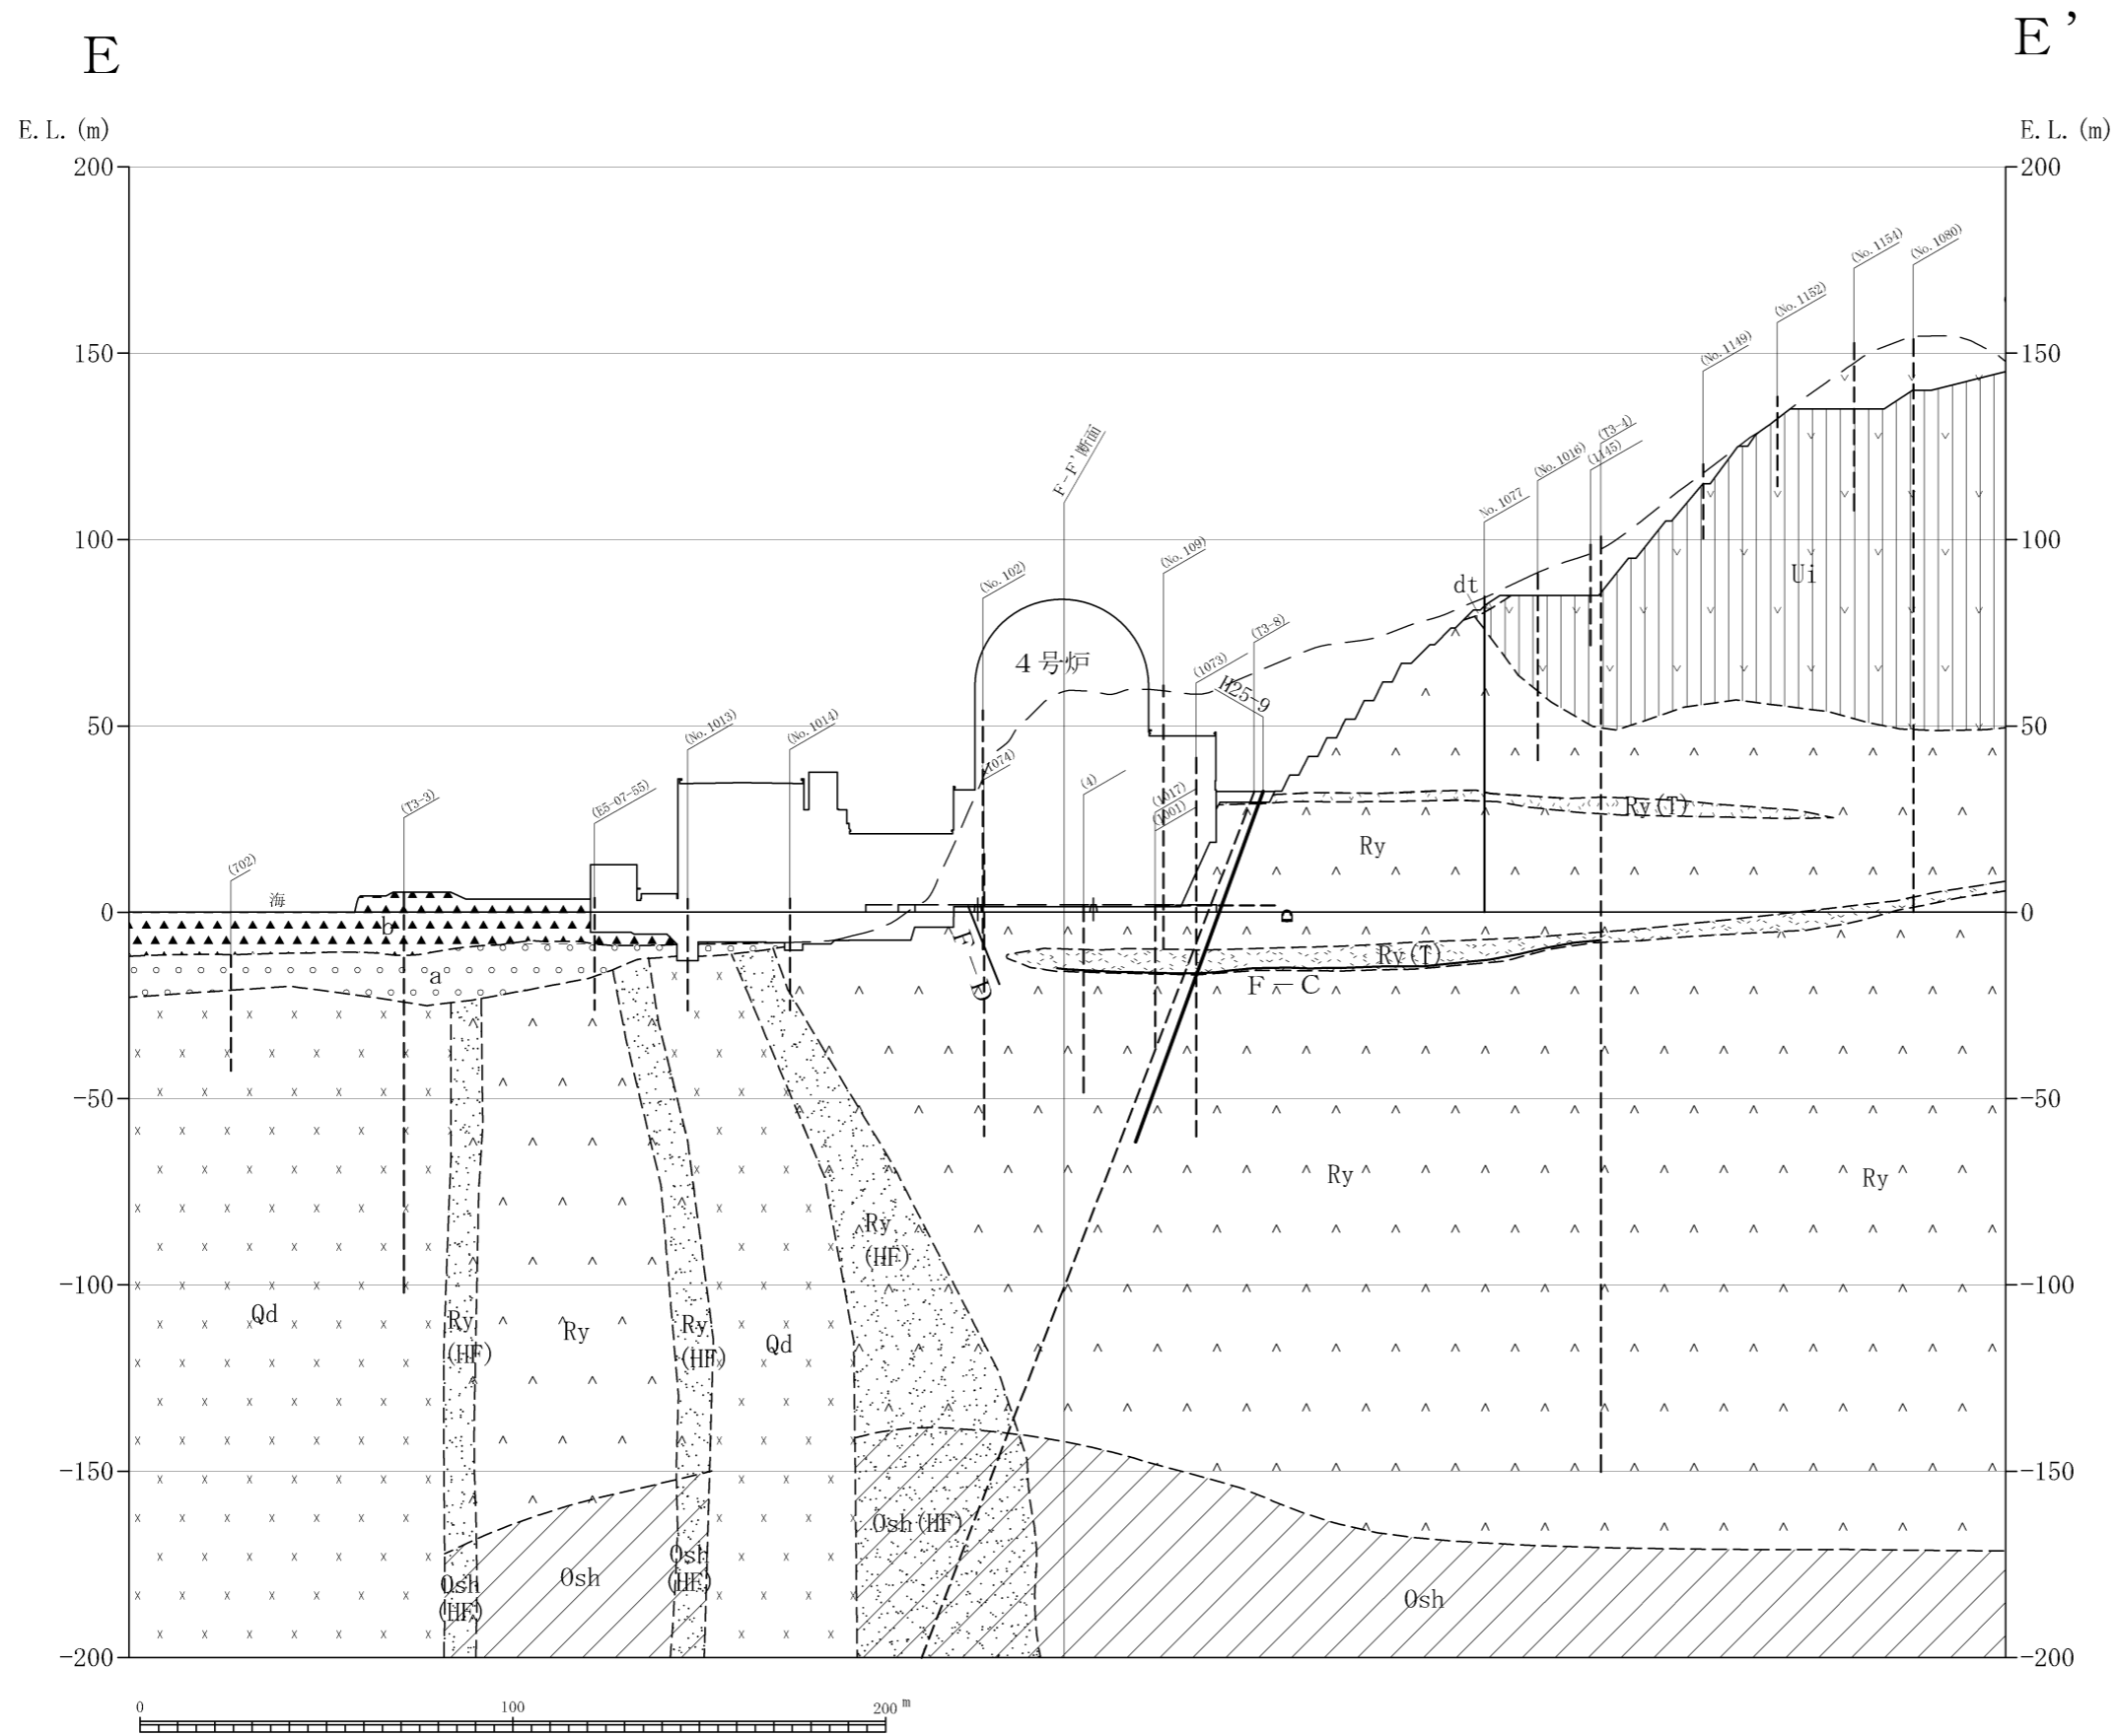 E
E'
E.L.(m)
E.L.(m)
200
200
150
150
100
100
50
50
0
0
-50
-50
-100
-100
-150
-150
-200
-200
(No.1154)
(No.1080)
(No.1152)
(No.1149)
(T3-4)
(1145)
(No.1016)
No.1077
F-F'断面
(No.109)
(No.102)
dt
Ui
(T3-8)
(1073)
H25-9
4号炉
(No.1013)
(No.1014)
(1074)
(4)
(1017)
(1001)
(T3-3)
(E5-07-55)
(702)
海
Ry(T)
Ry
b
a
F-D
D
Ry(T)
F-C
Ry
Ry
Ry
(HF)
Qd
Ry
(HF)
Ry
Ry
(HF)
Qd
Osh(HF)
Osh
(HF)
Osh
Osh
(HF)
Osh
0
100
200 m